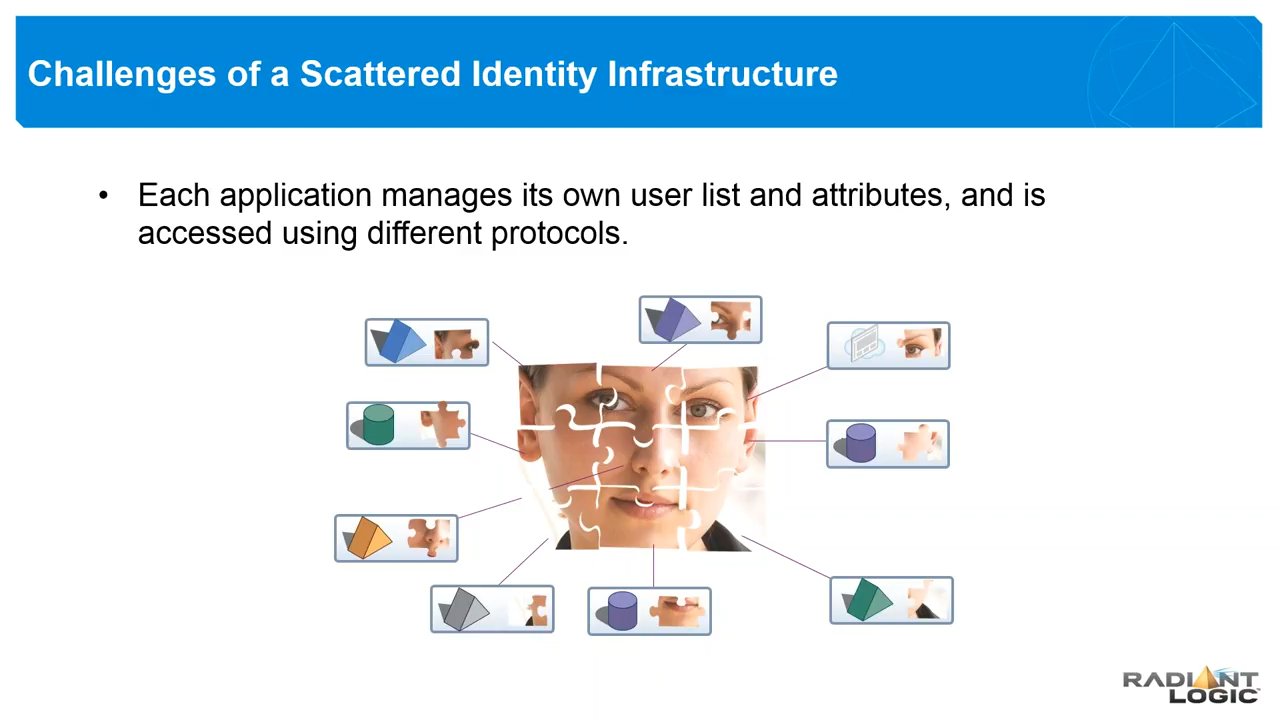 Challenges of a Scattered Identity Infrastructure
• Each application manages its own user list and attributes, and is
accessed using different protocols.
RADIANT
LOGIC